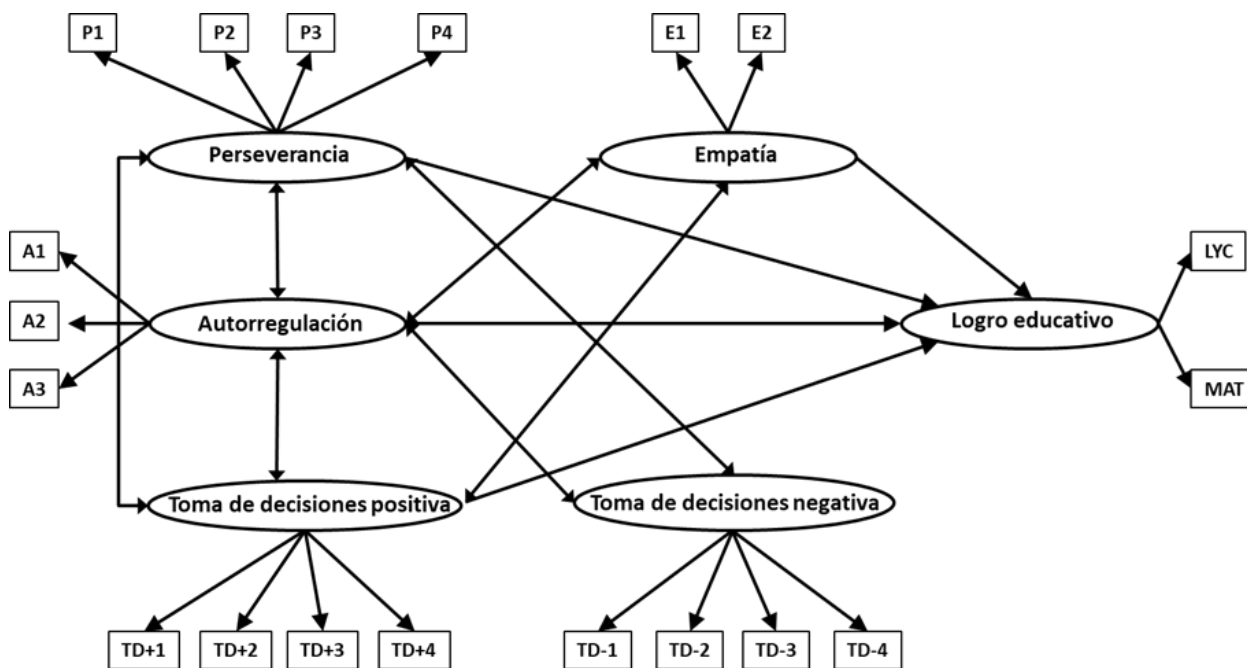 P1
P2
P3
P4
E1
E2
Perseverancia
Empatía
A1
A2
A3
Autorregulación
Logro educativo
LYC
MAT
Toma de decisiones positiva
Toma de decisiones negativa
TD+1
TD+2
TD+3
TD+4
TD-1
TD-2
TD-3
TD-4